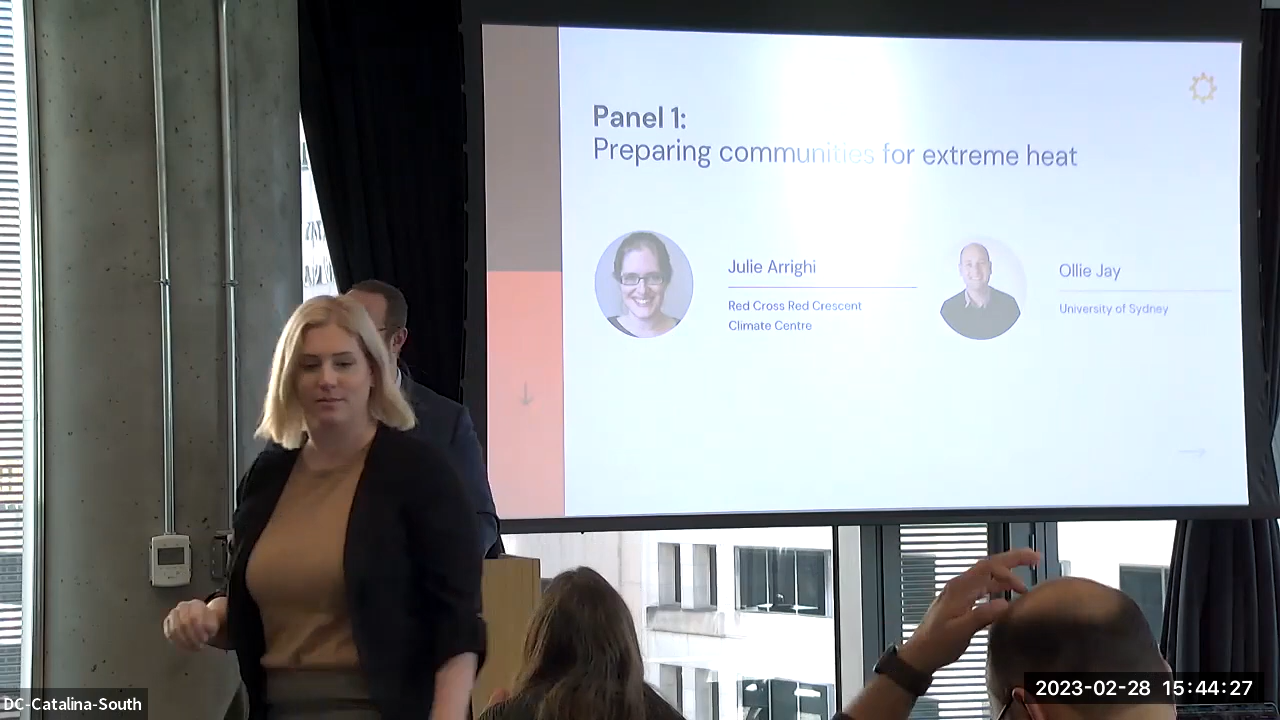 Panel 1:
Preparing communities for extreme heat
Julie Arrighi
Red Cross Red Crescent
Climate Centre
Ollie Jay
University of Sydney
DC-Catalina-South
2023-02-28 15:44:27